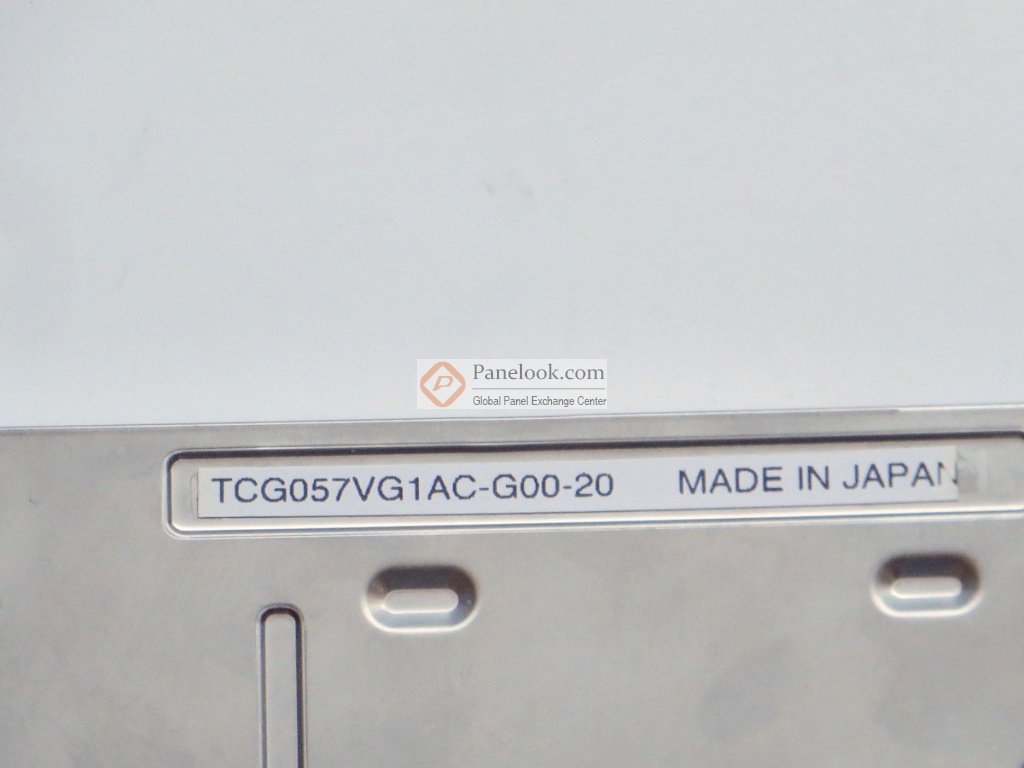 Panelook.com
Global Panel Exchange Center
TCG057VG1AC-G00-20 MADE IN JAPAN